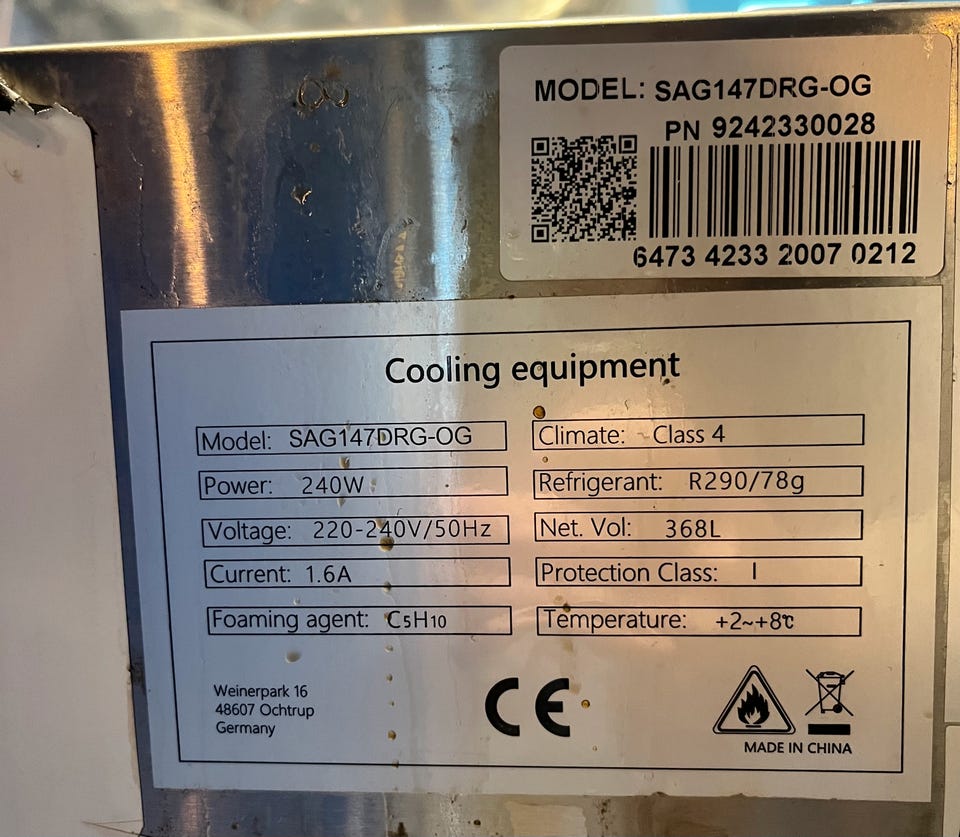 MODEL: SAG147DRG-OG
PN 9242330028
6473 4233 2007 0212
Cooling equipment
Model: SAG147DRG-OG
Climate: Class 4
Power: 240W
Refrigerant: R290/78g
Voltage: 220-240V/50Hz
Net. Vol: 368L
Current: 1.6A
Protection Class: I
Foaming agent: C₅H₁₀
Temperature: +2~+8℃
Weinerpark 16
48607 Ochtrup
Germany
CE
MADE IN CHINA